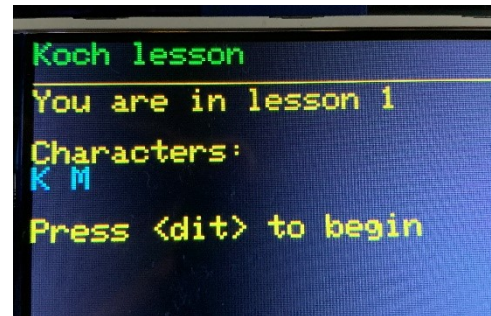 Koch lesson
You are in lesson 1
Characters:
K M
Press <dit> to begin